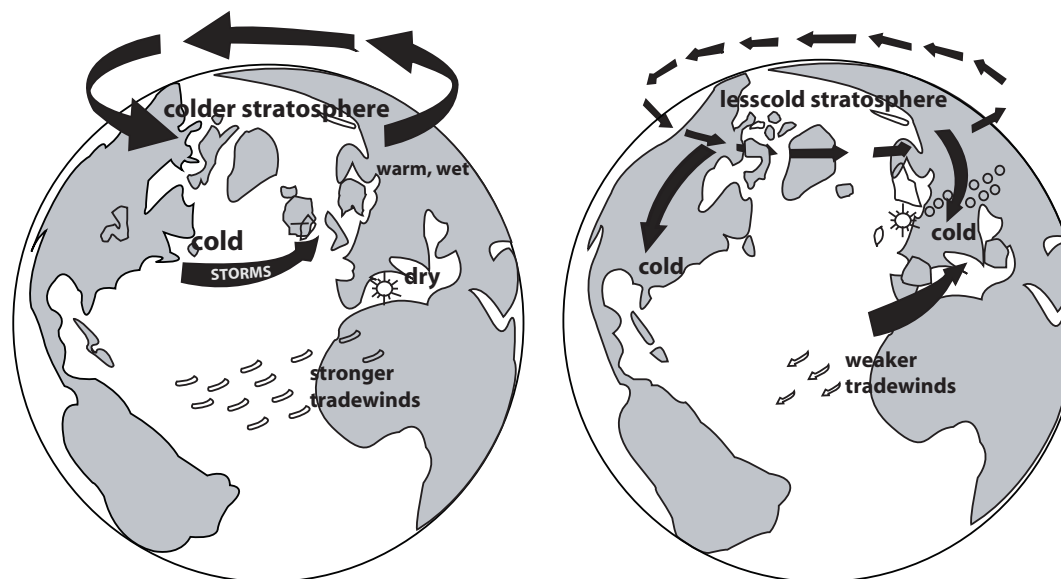 colder stratosphere
warm, wet
cold
STORMS
dry
stronger
tradewinds
lesscold stratosphere
cold
cold
weaker
tradewinds